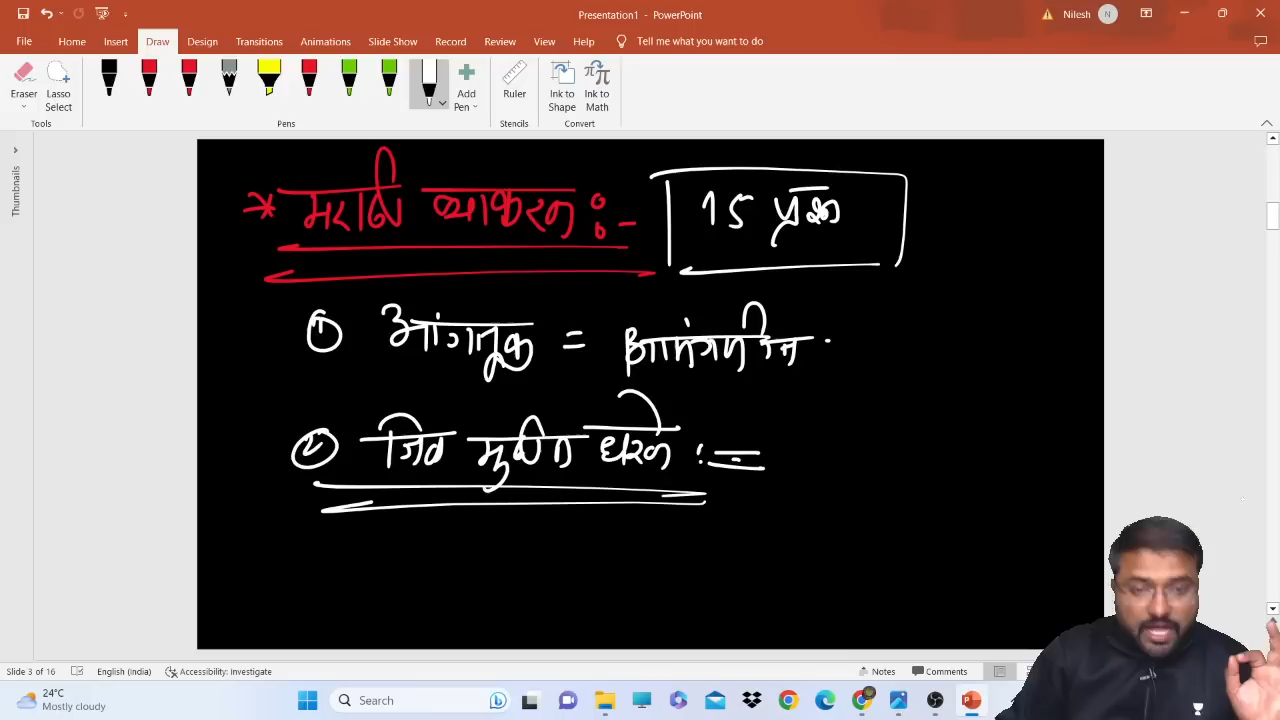 Presentation1 - PowerPoint
Nilesh N
File Home Insert Draw Design Transitions Animations Slide Show Record Review View Help Tell me what you want to do
Eraser Lasso Select Add Pen Ruler Ink to Shape Ink to Math
Tools Pens Stencils Convert
Thumbnails
* मराठी व्याकरण :- 15 प्रश्न
① आंगतूक =
② जिव मुठीत धरणे :=
Slide 3 of 16 English (India) Accessibility: Investigate Notes Comments
24°C
Mostly cloudy
Search